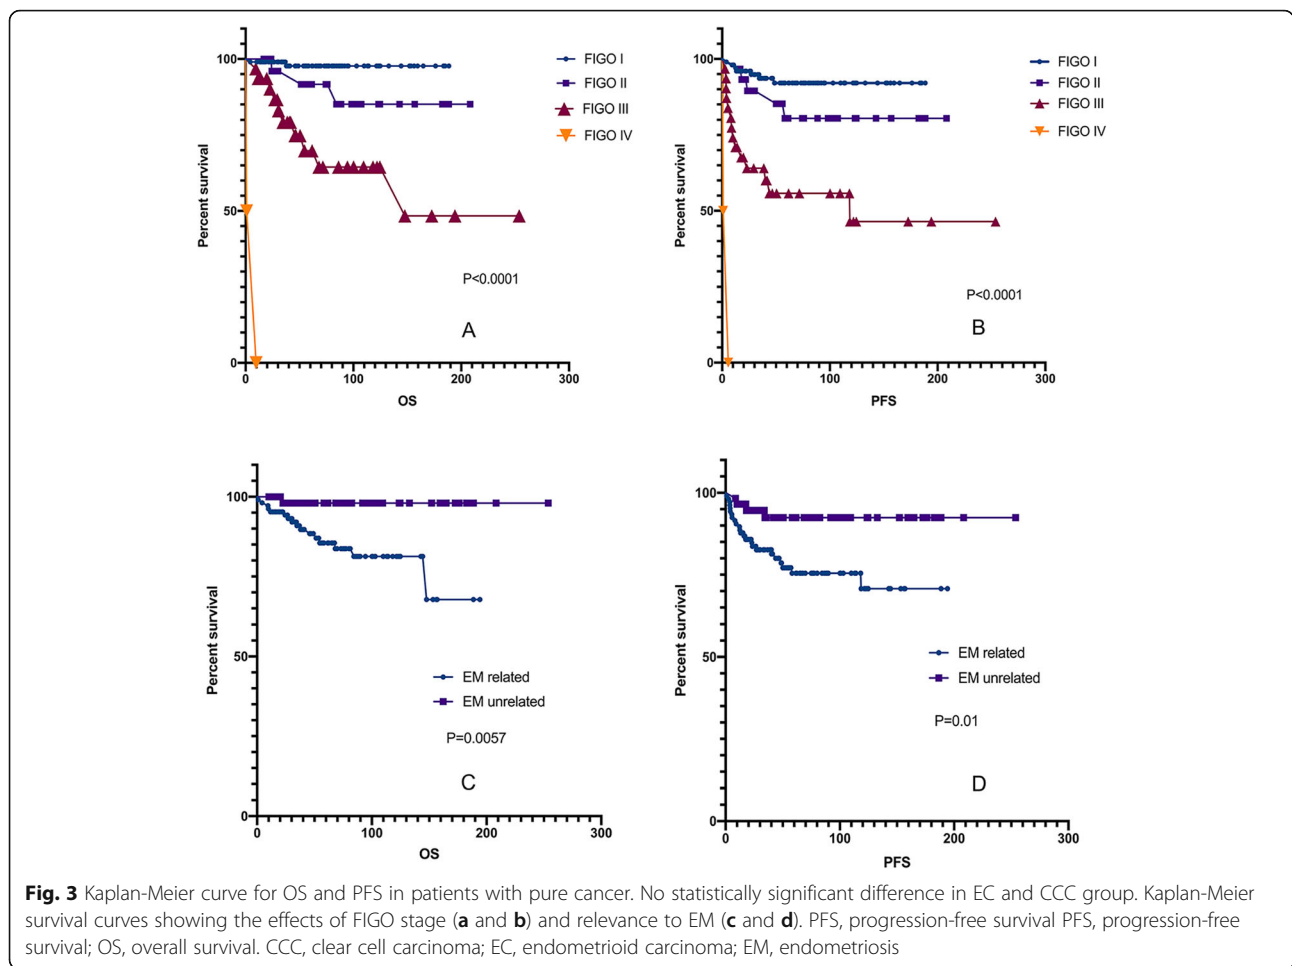 100
50
0
0
100
200
300
Percent survival
OS
FIGO I
FIGO II
FIGO III
FIGO IV
P<0.0001
A
100
50
0
0
100
200
300
Percent survival
PFS
FIGO I
FIGO II
FIGO III
FIGO IV
P<0.0001
B
100
50
0
0
100
200
300
Percent survival
OS
EM related
EM unrelated
P=0.0057
C
100
50
0
0
100
200
300
Percent survival
PFS
EM related
EM unrelated
P=0.01
D
Fig. 3 Kaplan-Meier curve for OS and PFS in patients with pure cancer. No statistically significant difference in EC and CCC group. Kaplan-Meier
survival curves showing the effects of FIGO stage (a and b) and relevance to EM (c and d). PFS, progression-free survival PFS, progression-free
survival; OS, overall survival. CCC, clear cell carcinoma; EC, endometrioid carcinoma; EM, endometriosis